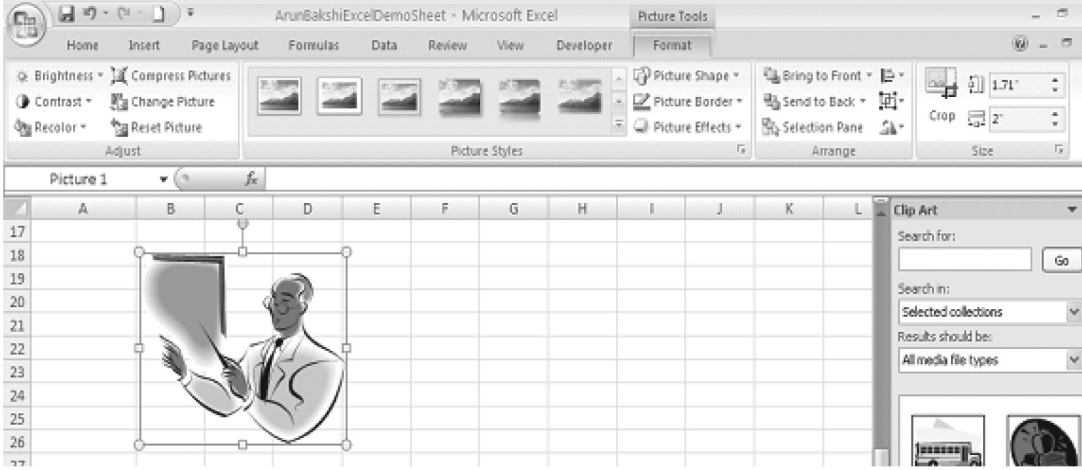 ArunBakshiExcelDemoSheet - Microsoft Excel
Picture Tools
Home Insert Page Layout Formulas Data Review View Developer Format
Brightness
Contrast
Recolor
Compress Pictures
Change Picture
Reset Picture
Adjust
Picture Shape
Picture Border
Picture Effects
Picture Styles
Bring to Front
Send to Back
Selection Pane
Arrange
Crop
1.71"
2"
Size
Picture 1
fx
A B C D E F G H I J K L
17
18
19
20
21
22
23
24
25
26
27
Clip Art
Search for:
Go
Search in:
Selected collections
Results should be:
All media file types